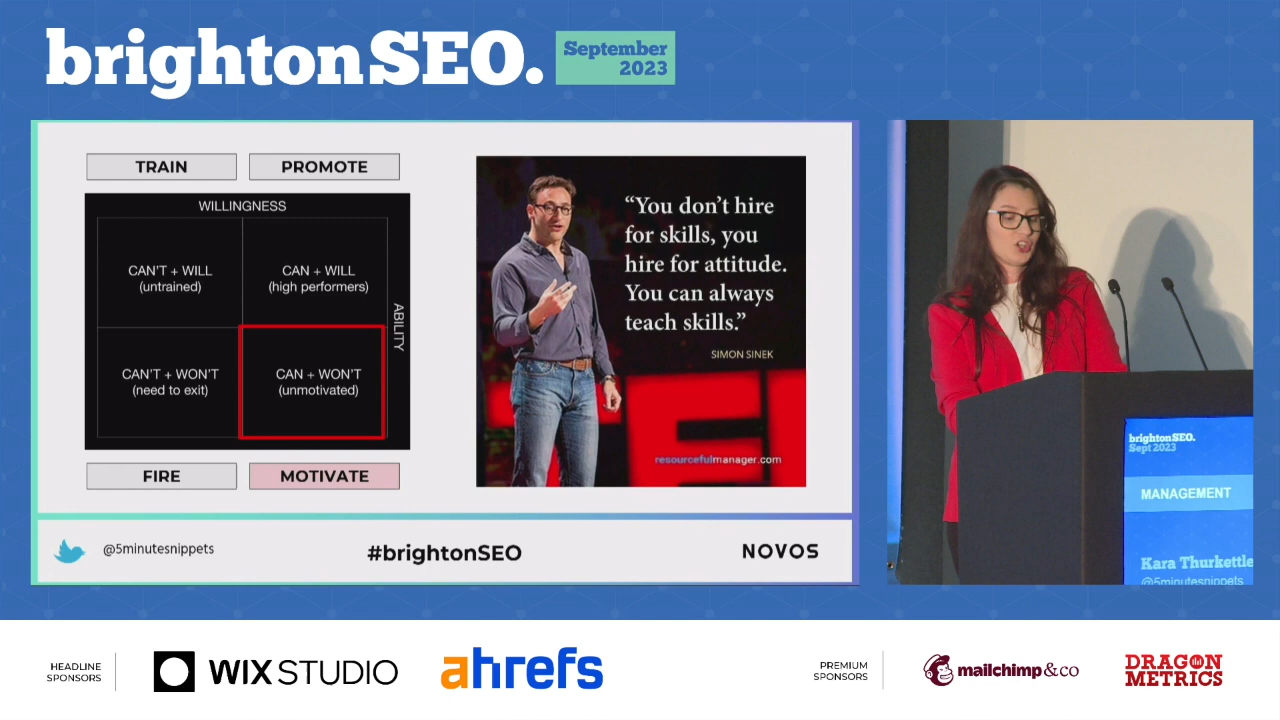 brightonSEO.
September
2023
TRAIN
PROMOTE
WILLINGNESS
CAN'T + WILL
(untrained)
CAN + WILL
(high performers)
ABILITY
CAN'T + WON'T
(need to exit)
CAN + WON'T
(unmotivated)
FIRE
MOTIVATE
“You don’t hire
for skills, you
hire for attitude.
You can always
teach skills.”
SIMON SINEK
resourcefulmanager.com
@5minutesnippets
#brightonSEO
NOVOS
brightonSEO.
Sept 2023
MANAGEMENT
Kara Thurkettle
@5minutesnippets
HEADLINE
SPONSORS
WIX STUDIO
ahrefs
PREMIUM
SPONSORS
mailchimp&co
DRAGON
METRICS